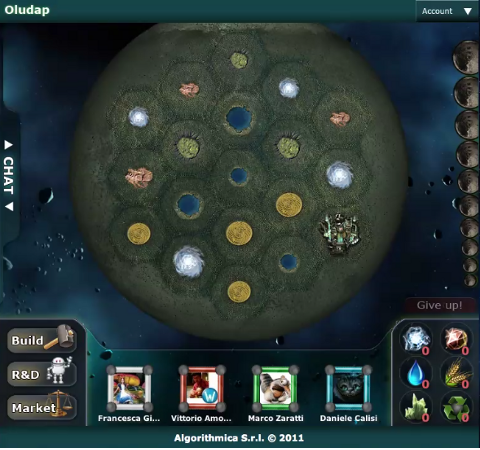 Oludap
Account
CHAT
Give up!
Build
R&D
Market
0 0
0 0
0 0
W
Francesca Gi...
Vittorio Amo...
Marco Zaratti
Daniele Calisi
Algorithmica S.r.l. © 2011